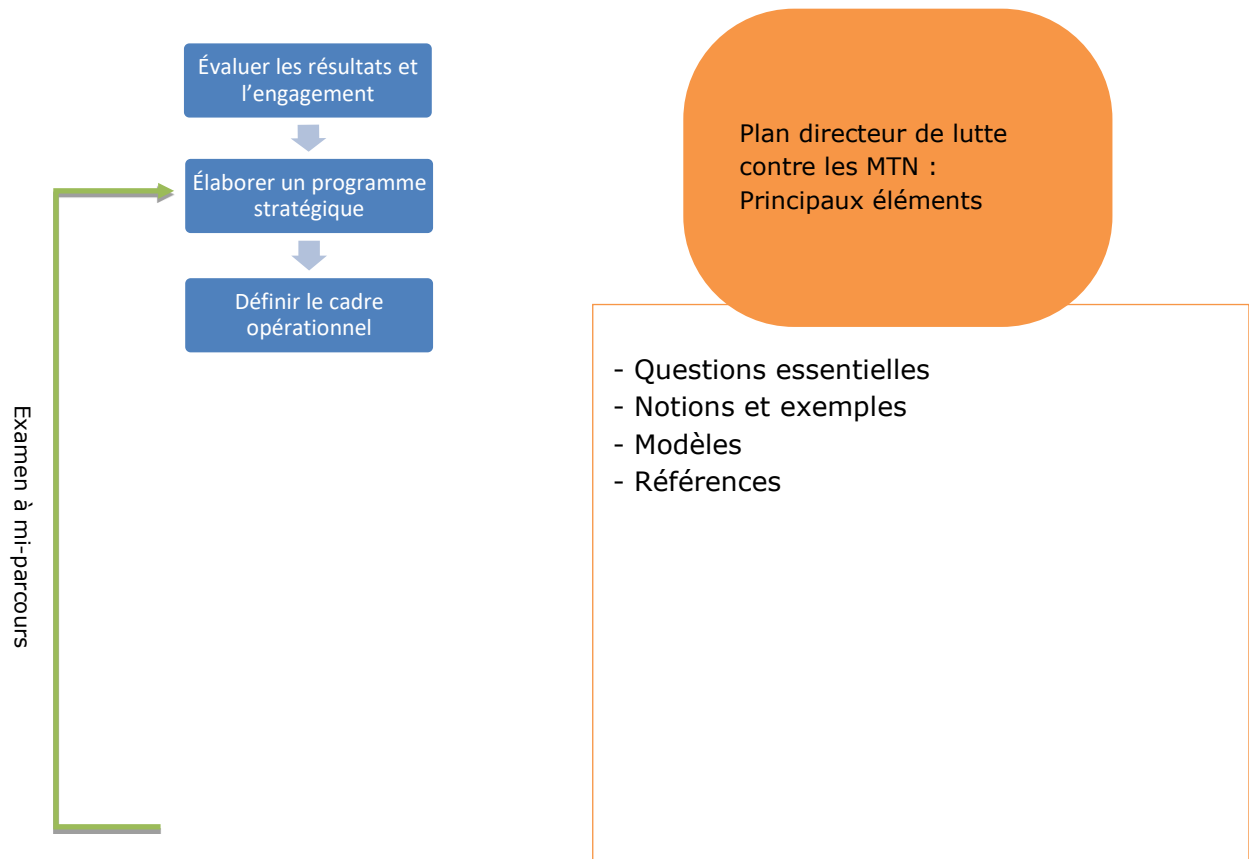 Évaluer les résultats et
l’engagement
Élaborer un programme
stratégique
Définir le cadre
opérationnel
Examen à mi-parcours
Plan directeur de lutte
contre les MTN :
Principaux éléments
- Questions essentielles
- Notions et exemples
- Modèles
- Références